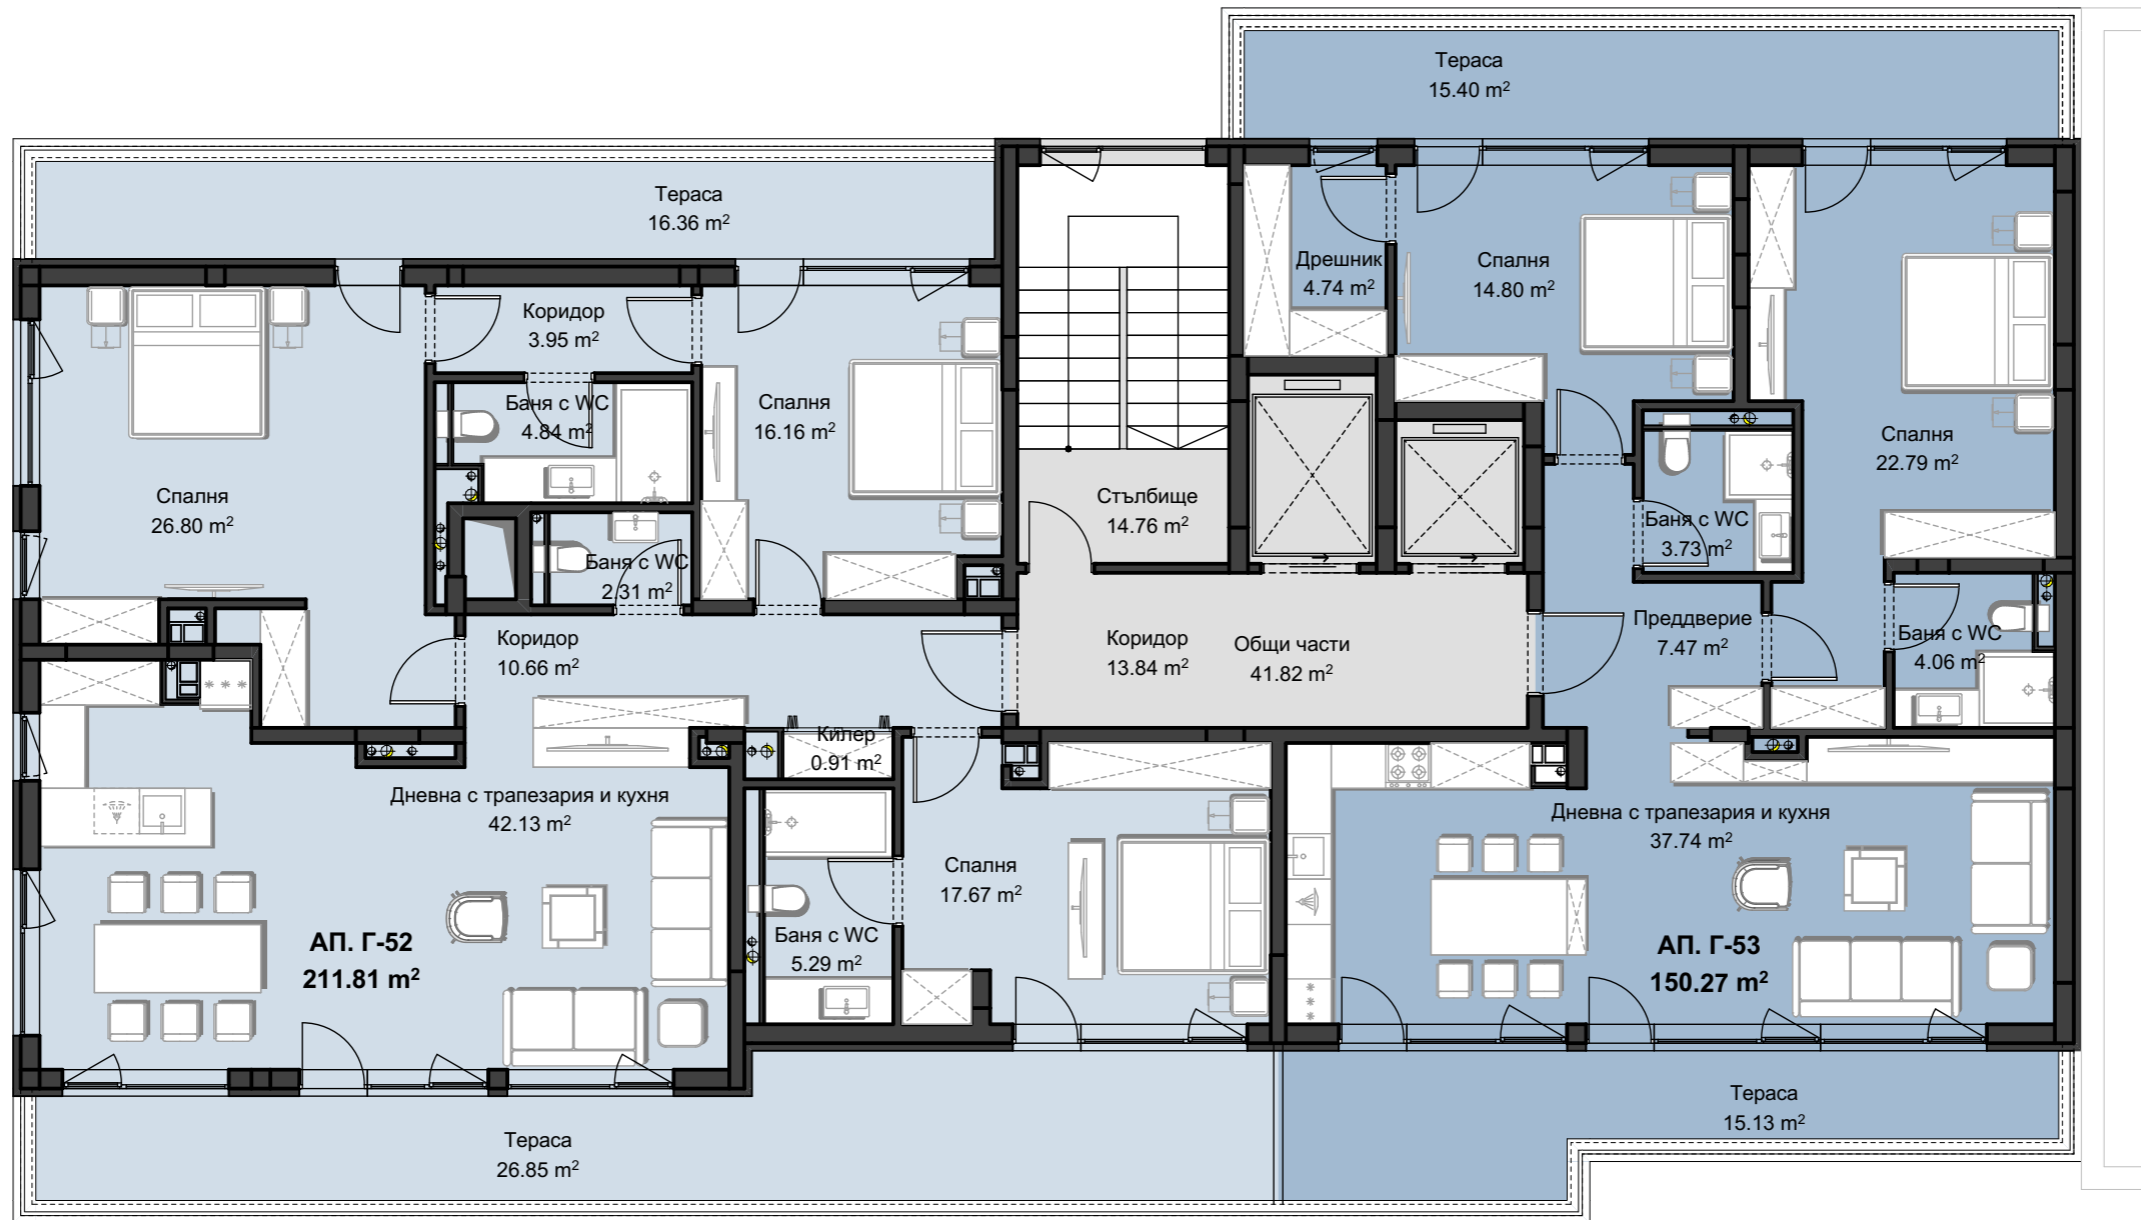 Тераса
15.40 m²
Тераса
16.36 m²
Дрешник
4.74 m²
Спалня
14.80 m²
Коридор
3.95 m²
Баня с WC
4.84 m²
Спалня
16.16 m²
Спалня
22.79 m²
Спалня
26.80 m²
Стълбище
14.76 m²
Баня с WC
3.73 m²
Баня с WC
2.31 m²
Коридор
10.66 m²
Коридор
13.84 m²
Общи части
41.82 m²
Преддверие
7.47 m²
Баня с WC
4.06 m²
Килер
0.91 m²
Дневна с трапезария и кухня
42.13 m²
Дневна с трапезария и кухня
37.74 m²
Спалня
17.67 m²
АП. Г-52
211.81 m²
Баня с WC
5.29 m²
АП. Г-53
150.27 m²
Тераса
15.13 m²
Тераса
26.85 m²